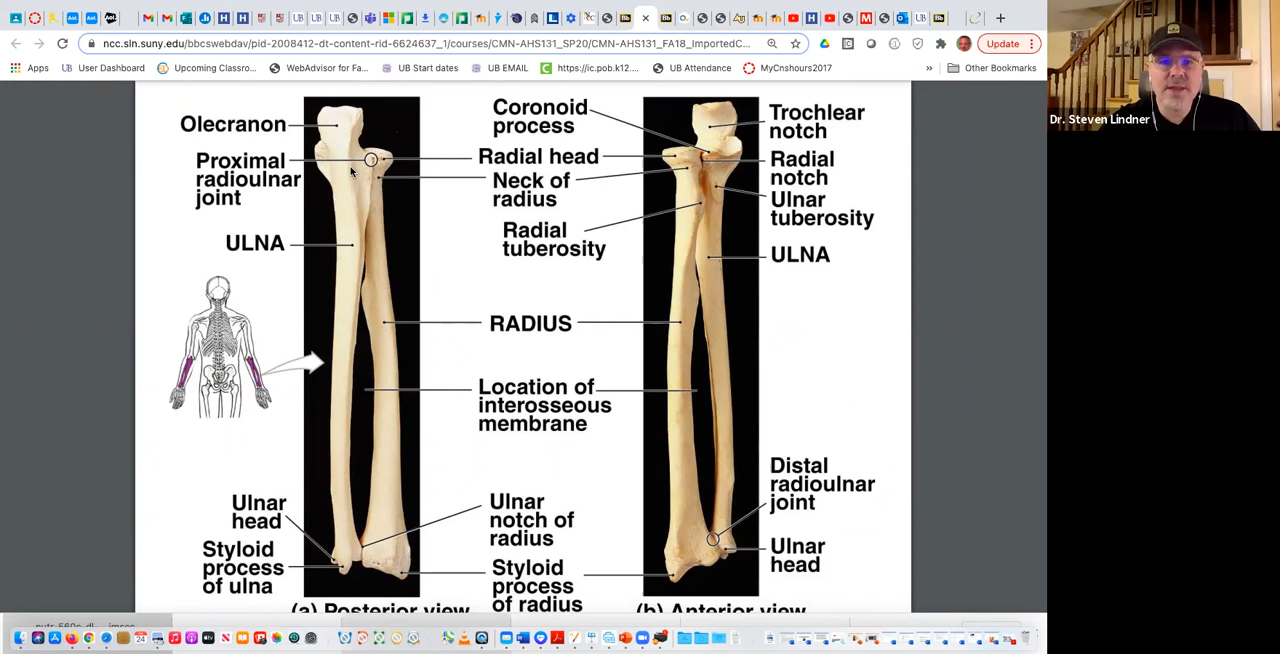 ncc.sln.suny.edu/bbcswebdav/pid-2008412-dt-content-rid-6624637_1/courses/CMN-AHS131_SP20/CMN-AHS131_FA18_ImportedC...
Update
Apps
User Dashboard
Upcoming Classro...
WebAdvisor for Fa...
UB Start dates
UB EMAIL
https://ic.pob.k12....
UB Attendance
MyCnshours2017
»
Other Bookmarks
Dr. Steven Lindner
Olecranon
Proximal
radioulnar
joint
ULNA
Ulnar
head
Styloid
process
of ulna
Coronoid
process
Radial head
Neck of
radius
Radial
tuberosity
RADIUS
Location of
interosseous
membrane
Ulnar
notch of
radius
Styloid
process
of radius
Trochlear
notch
Radial
notch
Ulnar
tuberosity
ULNA
Distal
radioulnar
joint
Ulnar
head
(a) Posterior view
(b) Anterior view